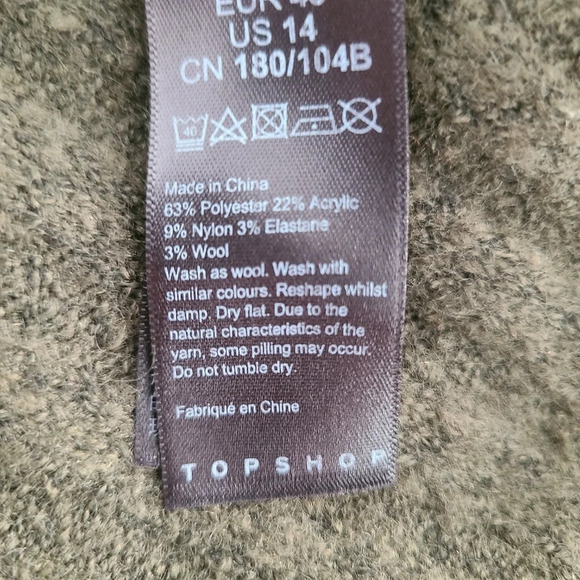 EUR
US 14
CN 180/104B
40
Made in China
63% Polyester 22% Acrylic
9% Nylon 3% Elastane
3% Wool
Wash as wool. Wash with
similar colours. Reshape whilst
damp. Dry flat. Due to the
natural characteristics of the
yarn, some pilling may occur.
Do not tumble dry.
Fabriqué en Chine
TOPSHOP